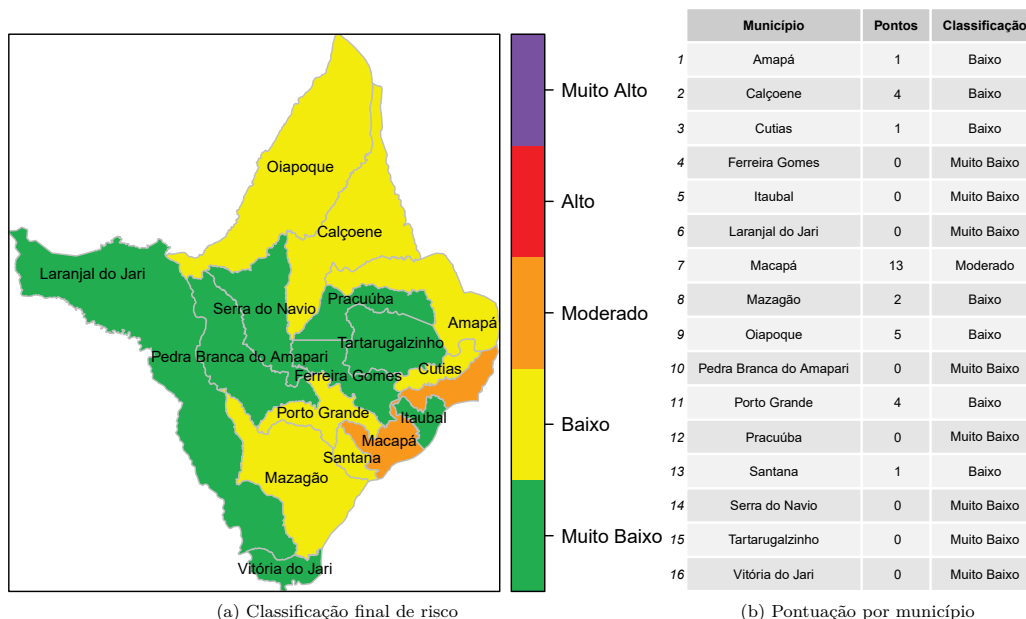 Oiapoque
Calçoene
Laranjal do Jari
Pracuúba
Serra do Navio
Amapá
Tartarugalzinho
Pedra Branca do Amapari
Cutias
Ferreira Gomes
Porto Grande
Itaubal
Macapá
Santana
Mazagão
Vitória do Jari
Muito Alto
Alto
Moderado
Baixo
Muito Baixo
(a) Classificação final de risco
Município Pontos Classificação
1 Amapá 1 Baixo
2 Calçoene 4 Baixo
3 Cutias 1 Baixo
4 Ferreira Gomes 0 Muito Baixo
5 Itaubal 0 Muito Baixo
6 Laranjal do Jari 0 Muito Baixo
7 Macapá 13 Moderado
8 Mazagão 2 Baixo
9 Oiapoque 5 Baixo
10 Pedra Branca do Amapari 0 Muito Baixo
11 Porto Grande 4 Baixo
12 Pracuúba 0 Muito Baixo
13 Santana 1 Baixo
14 Serra do Navio 0 Muito Baixo
15 Tartarugalzinho 0 Muito Baixo
16 Vitória do Jari 0 Muito Baixo
(b) Pontuação por município